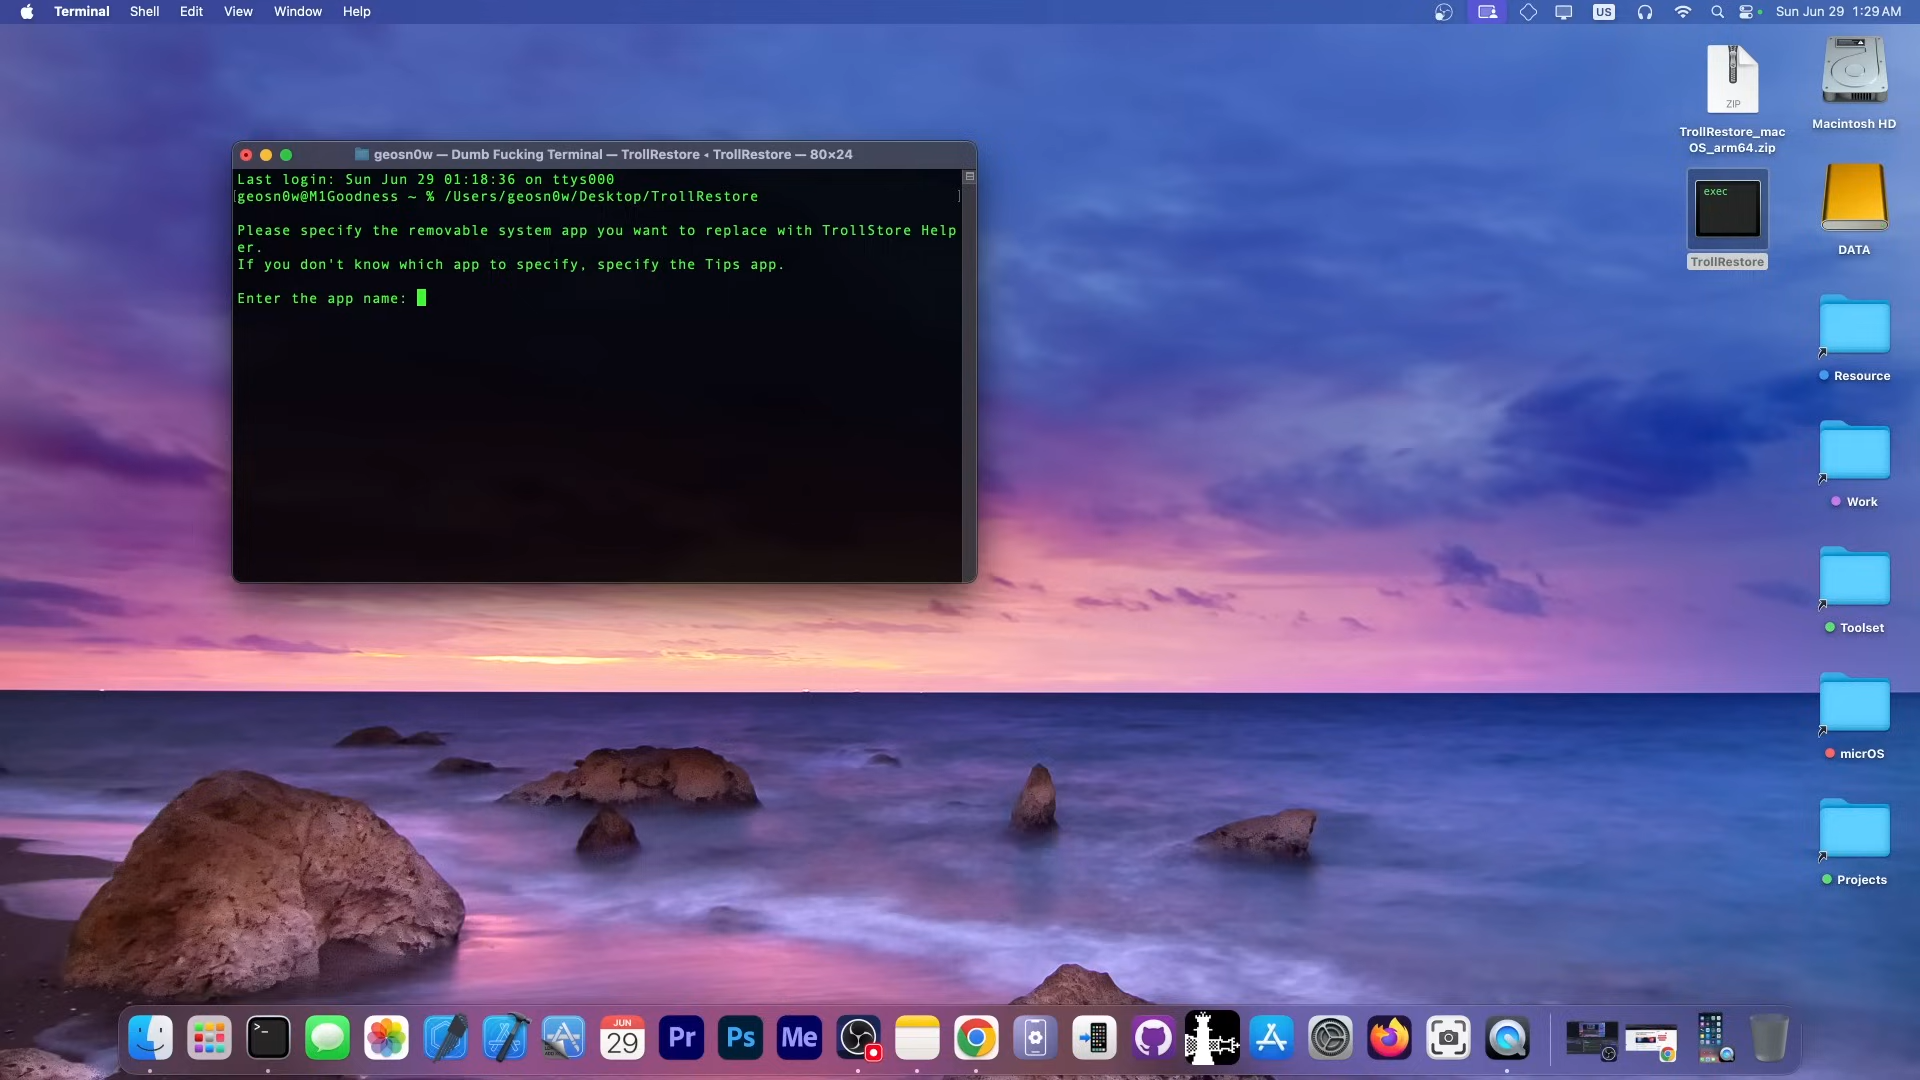 Terminal Shell Edit View Window Help US Sun Jun 29 1:29 AM
geosn0w — Dumb Fucking Terminal — TrollRestore ◂ TrollRestore — 80×24
Last login: Sun Jun 29 01:18:36 on ttys000
[geosn0w@M1Goodness ~ % /Users/geosn0w/Desktop/TrollRestore ]
Please specify the removable system app you want to replace with TrollStore Help
er.
If you don't know which app to specify, specify the Tips app.
Enter the app name:
ZIP
TrollRestore_mac
OS_arm64.zip
Macintosh HD
exec
TrollRestore
DATA
Resource
Work
Toolset
micrOS
Projects
>_
JUN
29
Pr
Ps
Me